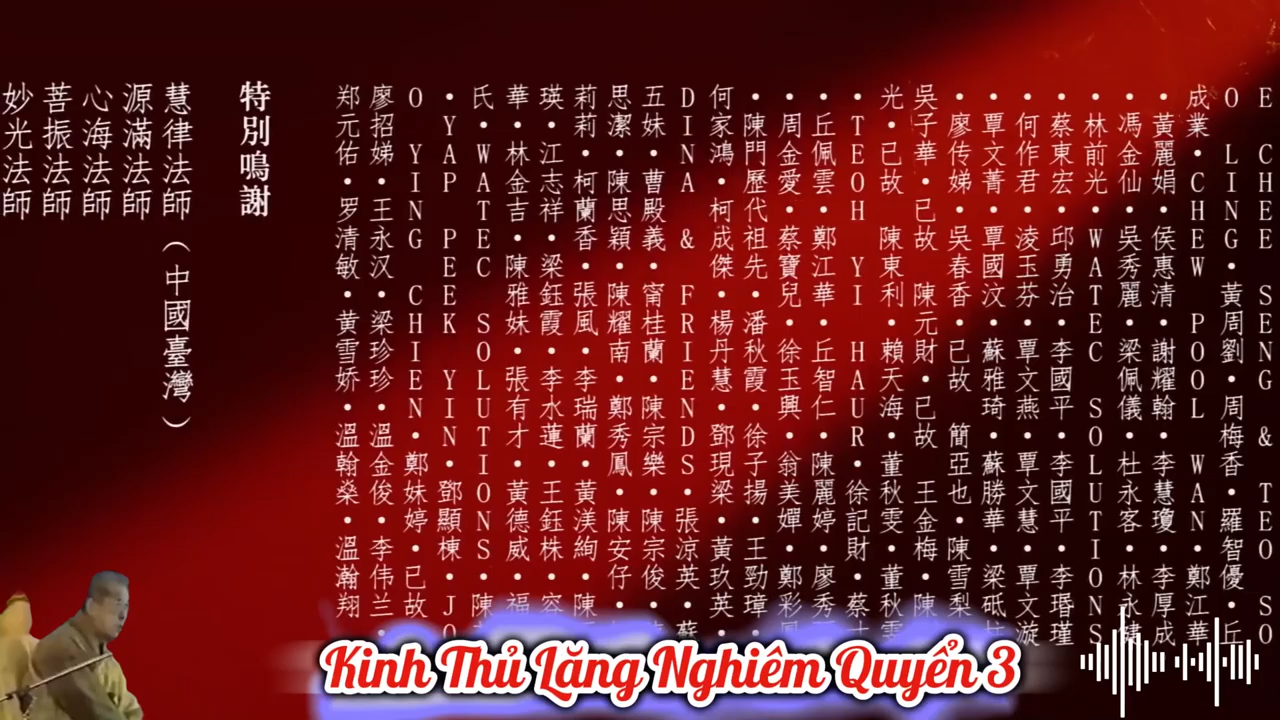 E CHEE SENG & TEO SO
O LING•黃周劉•周梅香•羅智優•丘
成業•CHEW POOL WAN•鄭江華
•黃麗娟•侯惠清•謝耀翰•李慧瓊•李厚成
•馮金仙•吳秀麗•梁佩儀•杜永客•林永
•林前光•WATEC SOLUTIONS
•蔡東宏•邱勇治•李國平•李國平•李瑉瑾
•何作君•凌玉芬•覃文燕•覃文慧•覃文漩
•覃文菁•覃國汶•蘇雅琦•蘇勝華•梁砥
•廖传娣•吳春香•已故 簡亞也•陳雪梨
吳子華•已故 陳元財•已故 王金梅•陳
光•已故 陳東利•賴天海•董秋雯•董秋雯
•TEOH YI HAUR•徐記財•蔡
•丘佩雲•鄭江華•丘智仁•陳麗婷•廖秀
•周金愛•蔡寶兒•徐玉興•翁美嬋•鄭彩
•陳門歷代祖先•潘秋霞•徐子揚•王勁璋
何家鴻•柯成傑•楊丹慧•鄧現梁•黃玖英
DINA & FRIENDS•張涼英•蘇
五妹•曹殿義•甯桂蘭•陳宗樂•陳宗俊
思潔•陳思穎•陳耀南•鄭秀鳳•陳安仔
莉莉•柯蘭香•張風•李瑞蘭•黃渼絢•陳
瑛•江志祥•梁鈺霞•李水蓮•王鈺株•容
華•林金吉•陳雅妹•張有才•黃德威•福
氏•WATEC SOLUTIONS•陳
•YAP PEEK YIN•鄧顯棟•JO
O YING CHIEN•鄭妹婷•已故
廖招娣•王永汉•梁珍珍•溫金俊•李伟兰•
郑元佑•罗清敏•黄雪娇•溫翰燊•溫瀚翔
特別鳴謝
慧律法師（中國臺灣）
源滿法師
心海法師
菩振法師
妙光法師
Kinh Thủ Lăng Nghiêm Quyển 3